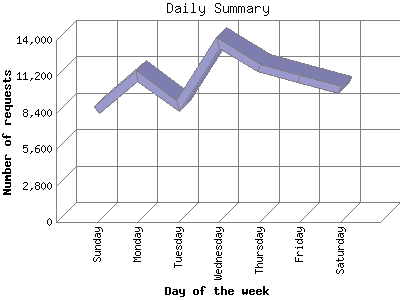 Daily Summary
Number of requests
14,000
11,200
8,400
5,600
2,800
0
Sunday
Monday
Tuesday
Wednesday
Thursday
Friday
Saturday
Day of the week